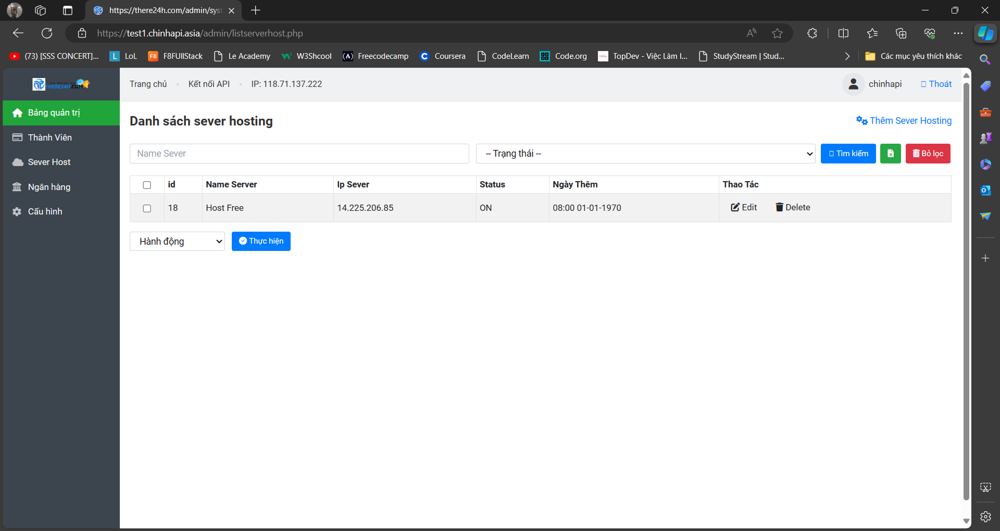 https://there24h.com/admin/sys
https://test1.chinhapi.asia/admin/listserverhost.php
(73) [SSS CONCERT]...
LoL
F8FUllStack
Le Academy
W3Shcool
Freecodecamp
Coursera
CodeLearn
Code.org
TopDev - Việc Làm I...
StudyStream | Stud...
Các mục yêu thích khác
THERE24H.COM
Trang chủ
Kết nối API
IP: 118.71.137.222
chinhapi
Thoát
Bảng quản trị
Thành Viên
Sever Host
Ngân hàng
Cấu hình
Danh sách sever hosting
Thêm Sever Hosting
Name Sever
-- Trạng thái --
Tìm kiếm
Bỏ lọc
id Name Server Ip Sever Status Ngày Thêm Thao Tác
18 Host Free 14.225.206.85 ON 08:00 01-01-1970 Edit Delete
Hành động
Thực hiện